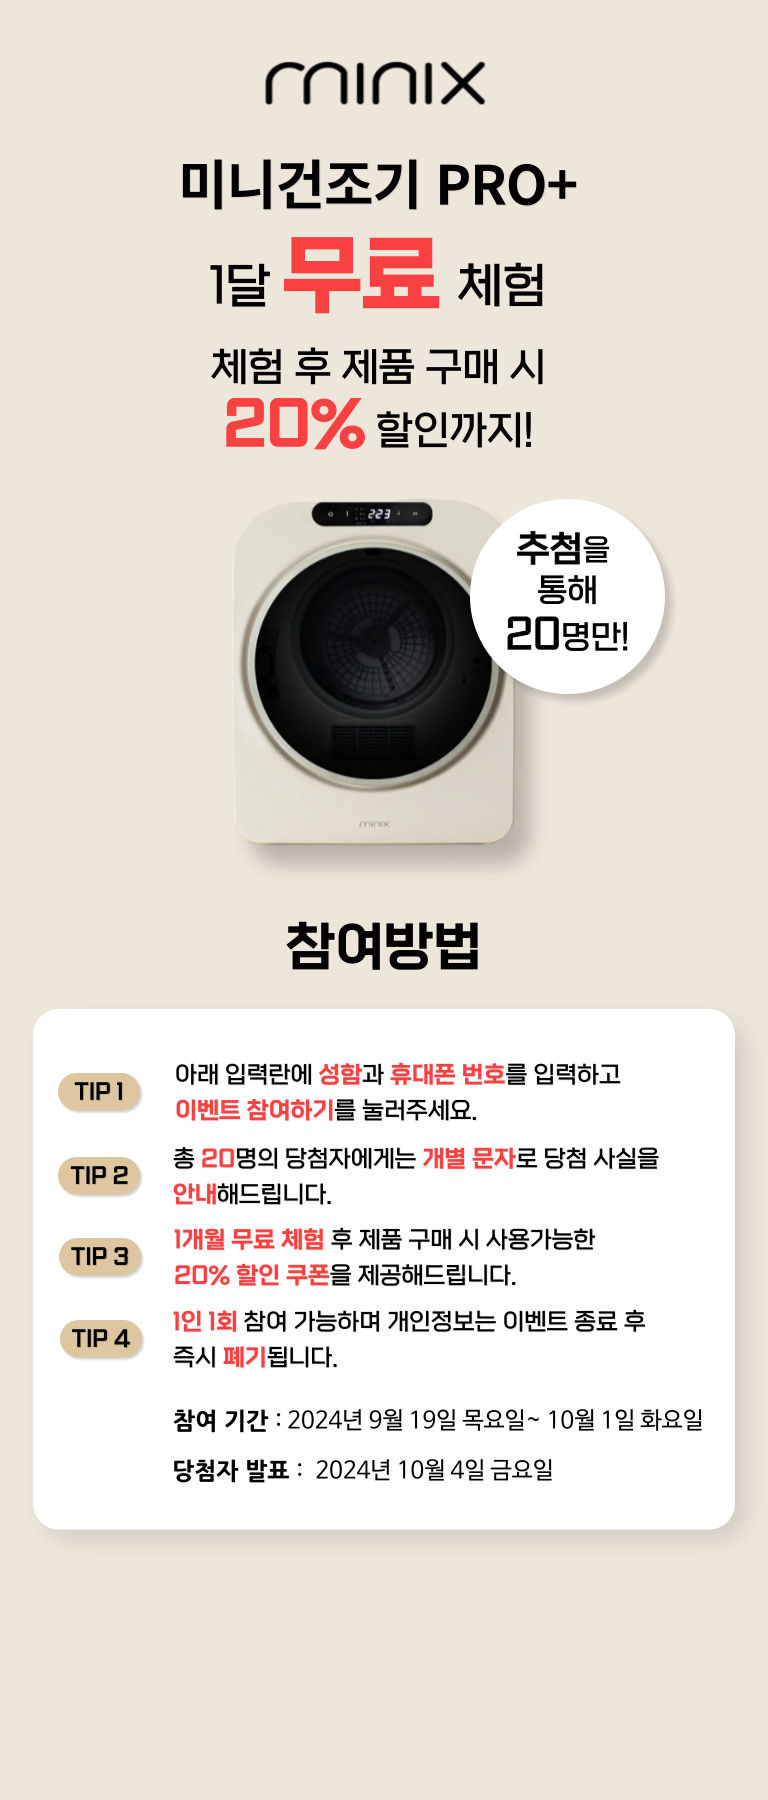 minix
미니건조기 PRO+
1달 무료 체험
체험 후 제품 구매 시
20% 할인까지!
223
추첨을
통해
20명만!
minix
참여방법
TIP 1
아래 입력란에 성함과 휴대폰 번호를 입력하고
이벤트 참여하기를 눌러주세요.
TIP 2
총 20명의 당첨자에게는 개별 문자로 당첨 사실을
안내해드립니다.
TIP 3
1개월 무료 체험 후 제품 구매 시 사용가능한
20% 할인 쿠폰을 제공해드립니다.
TIP 4
1인 1회 참여 가능하며 개인정보는 이벤트 종료 후
즉시 폐기됩니다.
참여 기간 : 2024년 9월 19일 목요일~ 10월 1일 화요일
당첨자 발표 : 2024년 10월 4일 금요일